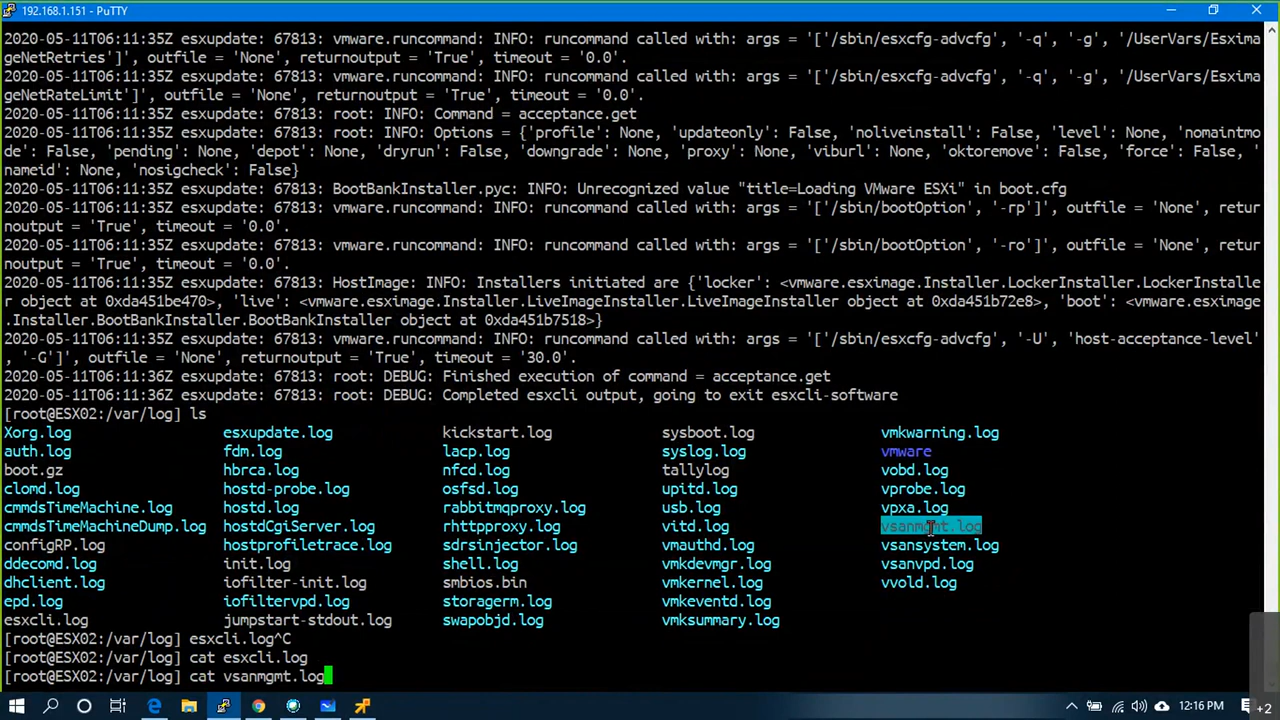 192.168.1.151 - PuTTY
2020-05-11T06:11:35Z esxupdate: 67813: vmware.runcommand: INFO: runcommand called with: args = '['/sbin/esxcfg-advcfg', '-q', '-g', '/UserVars/Esxima
geNetRetries']', outfile = 'None', returnoutput = 'True', timeout = '0.0'.
2020-05-11T06:11:35Z esxupdate: 67813: vmware.runcommand: INFO: runcommand called with: args = '['/sbin/esxcfg-advcfg', '-q', '-g', '/UserVars/Esxima
geNetRateLimit']', outfile = 'None', returnoutput = 'True', timeout = '0.0'.
2020-05-11T06:11:35Z esxupdate: 67813: root: INFO: Command = acceptance.get
2020-05-11T06:11:35Z esxupdate: 67813: root: INFO: Options = {'profile': None, 'updateonly': False, 'noliveinstall': False, 'level': None, 'nomaintmo
de': False, 'pending': None, 'depot': None, 'dryrun': False, 'downgrade': None, 'proxy': None, 'viburl': None, 'oktoremove': False, 'force': False, '
nameid': None, 'nosigcheck': False}
2020-05-11T06:11:35Z esxupdate: 67813: BootBankInstaller.pyc: INFO: Unrecognized value "title=Loading VMware ESXi" in boot.cfg
2020-05-11T06:11:35Z esxupdate: 67813: vmware.runcommand: INFO: runcommand called with: args = '['/sbin/bootOption', '-rp']', outfile = 'None', retur
noutput = 'True', timeout = '0.0'.
2020-05-11T06:11:35Z esxupdate: 67813: vmware.runcommand: INFO: runcommand called with: args = '['/sbin/bootOption', '-ro']', outfile = 'None', retur
noutput = 'True', timeout = '0.0'.
2020-05-11T06:11:35Z esxupdate: 67813: HostImage: INFO: Installers initiated are {'locker': <vmware.esximage.Installer.LockerInstaller.LockerInstalle
r object at 0xda451be470>, 'live': <vmware.esximage.Installer.LiveImageInstaller.LiveImageInstaller object at 0xda451b72e8>, 'boot': <vmware.esximage
.Installer.BootBankInstaller.BootBankInstaller object at 0xda451b7518>}
2020-05-11T06:11:35Z esxupdate: 67813: vmware.runcommand: INFO: runcommand called with: args = '['/sbin/esxcfg-advcfg', '-U', 'host-acceptance-level'
, '-G']', outfile = 'None', returnoutput = 'True', timeout = '30.0'.
2020-05-11T06:11:36Z esxupdate: 67813: root: DEBUG: Finished execution of command = acceptance.get
2020-05-11T06:11:36Z esxupdate: 67813: root: DEBUG: Completed esxcli output, going to exit esxcli-software
[root@ESX02:/var/log] ls
Xorg.log esxupdate.log kickstart.log sysboot.log vmkwarning.log
auth.log fdm.log lacp.log syslog.log vmware
boot.gz hbrca.log nfcd.log tallylog vobd.log
clomd.log hostd-probe.log osfsd.log upitd.log vprobe.log
cmmdsTimeMachine.log hostd.log rabbitmqproxy.log usb.log vpxa.log
cmmdsTimeMachineDump.log hostdCgiServer.log rhttpproxy.log vitd.log vsanmgmt.log
configRP.log hostprofiletrace.log sdrsinjector.log vmauthd.log vsansystem.log
ddecomd.log init.log shell.log vmkdevmgr.log vsanvpd.log
dhclient.log iofilter-init.log smbios.bin vmkernel.log vvold.log
epd.log iofiltervpd.log storagerm.log vmkeventd.log
esxcli.log jumpstart-stdout.log swapobjd.log vmksummary.log
[root@ESX02:/var/log] esxcli.log^C
[root@ESX02:/var/log] cat esxcli.log
[root@ESX02:/var/log] cat vsanmgmt.log
12:16 PM
+2